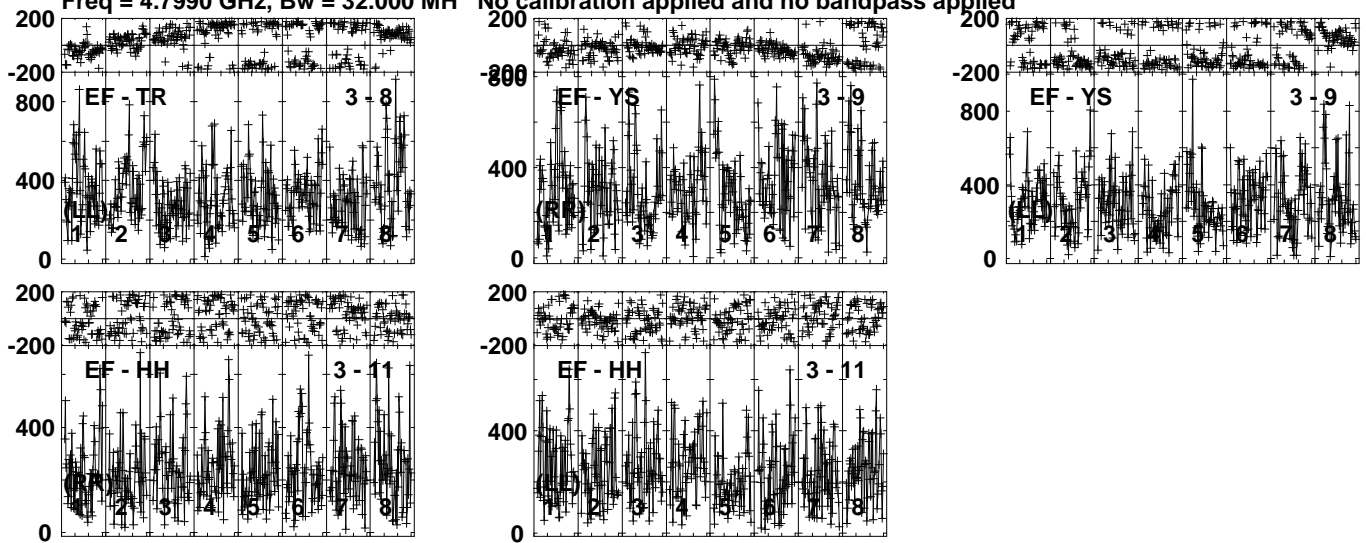 Freq = 4.7990 GHz, Bw = 32.000 MH No calibration applied and no bandpass applied
200
-200
800
400
0
EF - TR
3 - 8
(LL)
1 2 3 4 5 6 7 8
200
-200
800
400
0
EF - YS
3 - 9
(RR)
1 2 3 4 5 6 7 8
200
-200
800
400
0
EF - YS
3 - 9
(LL)
1 2 3 4 5 6 7 8
200
-200
400
0
EF - HH
3 - 11
(RR)
1 2 3 4 5 6 7 8
200
-200
400
0
EF - HH
3 - 11
(LL)
1 2 3 4 5 6 7 8